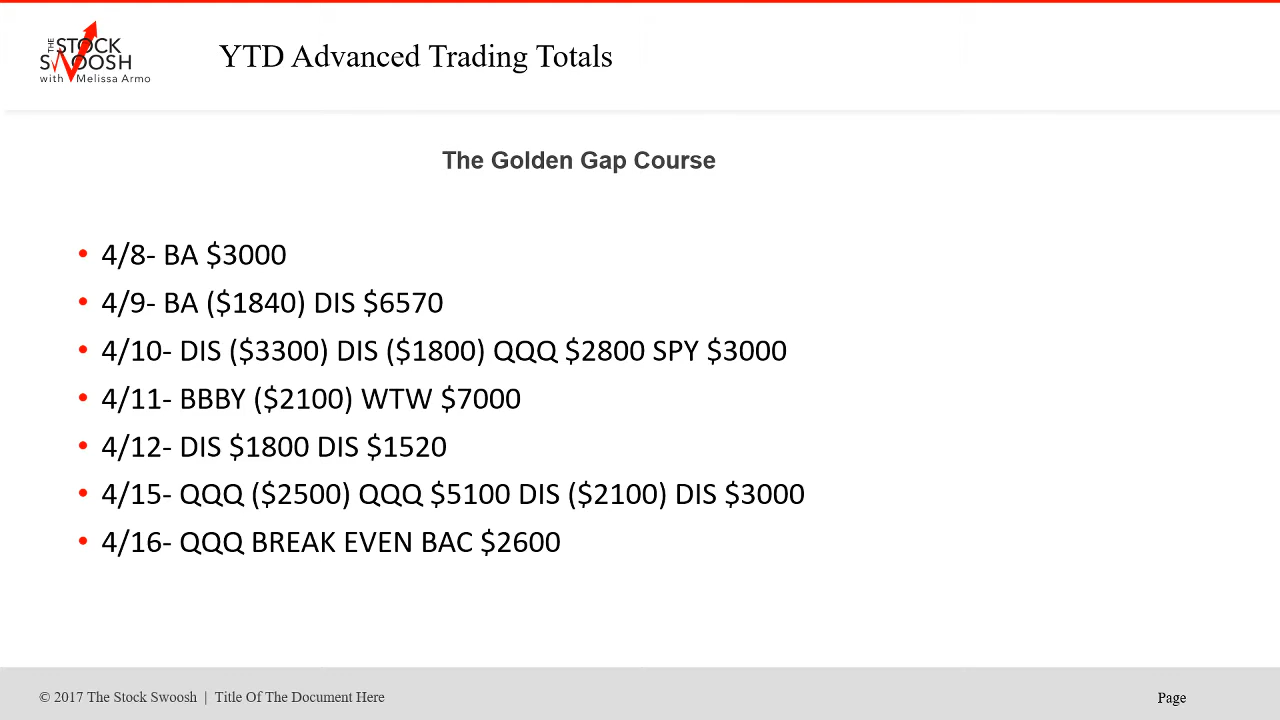 THE STOCK
SWOOSH
with Melissa Armo
YTD Advanced Trading Totals
The Golden Gap Course
• 4/8- BA $3000
• 4/9- BA ($1840) DIS $6570
• 4/10- DIS ($3300) DIS ($1800) QQQ $2800 SPY $3000
• 4/11- BBBY ($2100) WTW $7000
• 4/12- DIS $1800 DIS $1520
• 4/15- QQQ ($2500) QQQ $5100 DIS ($2100) DIS $3000
• 4/16- QQQ BREAK EVEN BAC $2600
© 2017 The Stock Swoosh | Title Of The Document Here
Page